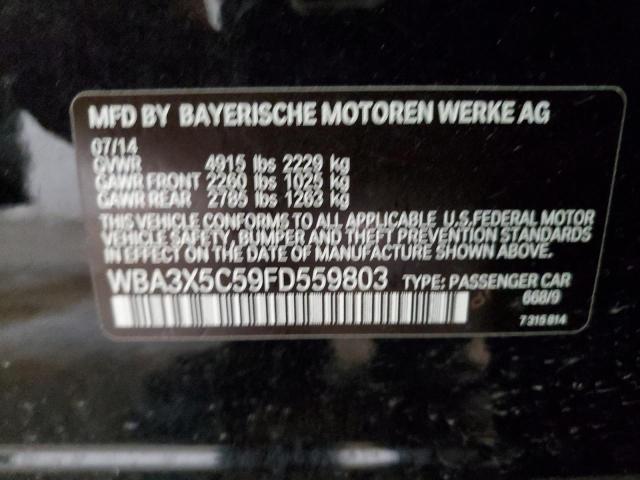 MFD BY BAYERISCHE MOTOREN WERKE AG
07/14
GVWR 4915 lbs 2229 kg
GAWR FRONT 2260 lbs 1025 kg
GAWR REAR 2785 lbs 1263 kg
THIS VEHICLE CONFORMS TO ALL APPLICABLE U.S.FEDERAL MOTOR
VEHICLE SAFETY, BUMPER AND THEFT PREVENTION STANDARDS
IN EFFECT ON THE DATE OF MANUFACTURE SHOWN ABOVE.
WBA3X5C59FD559803 TYPE: PASSENGER CAR
668/9
7 315 814